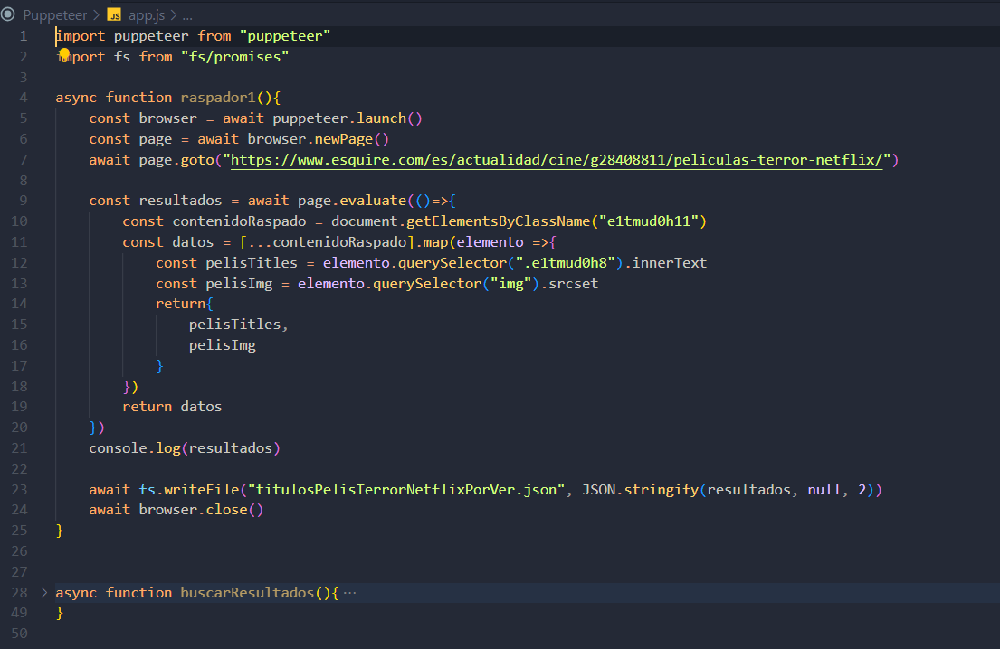 Puppeteer > JS app.js > ...
1 import puppeteer from "puppeteer"
2 import fs from "fs/promises"
3
4 async function raspador1(){
5     const browser = await puppeteer.launch()
6     const page = await browser.newPage()
7     await page.goto("https://www.esquire.com/es/actualidad/cine/g28408811/peliculas-terror-netflix/")
8
9     const resultados = await page.evaluate(()=>{
10         const contenidoRaspado = document.getElementsByClassName("e1tmud0h11")
11         const datos = [...contenidoRaspado].map(elemento =>{
12             const pelisTitles = elemento.querySelector(".e1tmud0h8").innerText
13             const pelisImg = elemento.querySelector("img").srcset
14             return{
15                 pelisTitles,
16                 pelisImg
17             }
18         })
19         return datos
20     })
21     console.log(resultados)
22
23     await fs.writeFile("titulosPelisTerrorNetflixPorVer.json", JSON.stringify(resultados, null, 2))
24     await browser.close()
25 }
26
27
28 > async function buscarResultados(){ ···
49 }
50